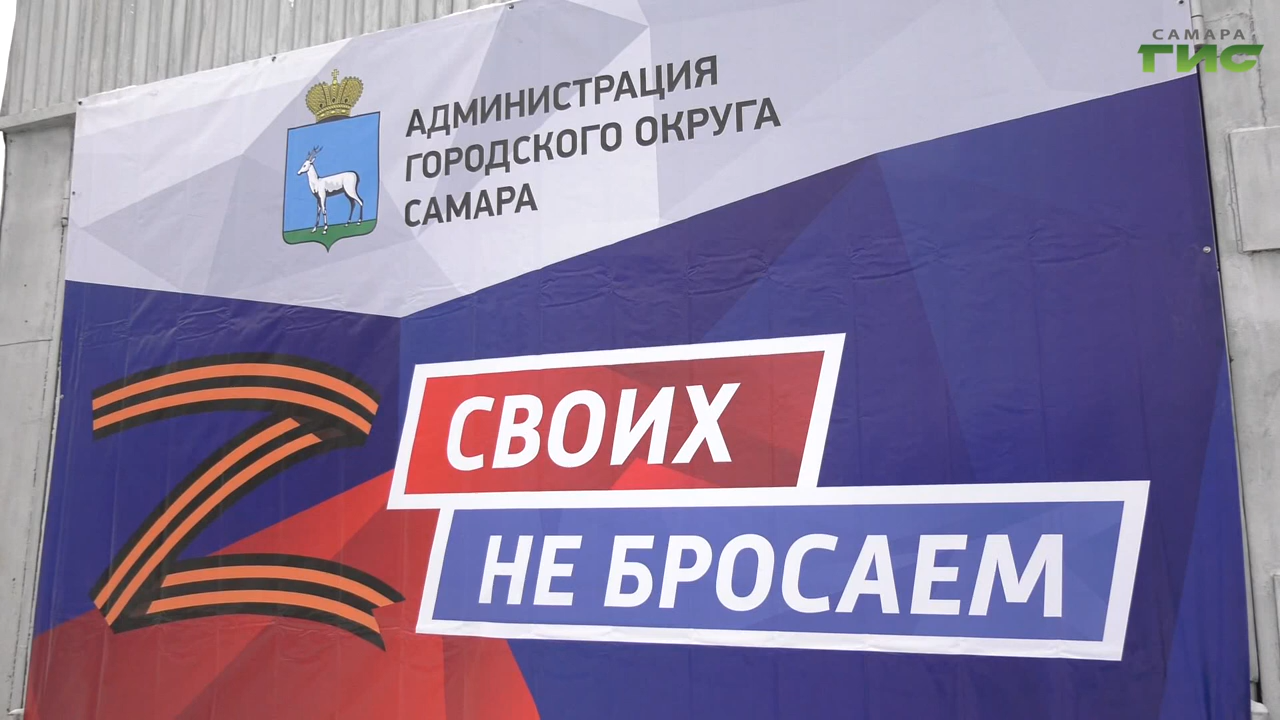 САМАРА
ГИС
АДМИНИСТРАЦИЯ
ГОРОДСКОГО ОКРУГА
САМАРА
Z
СВОИХ
НЕ БРОСАЕМ